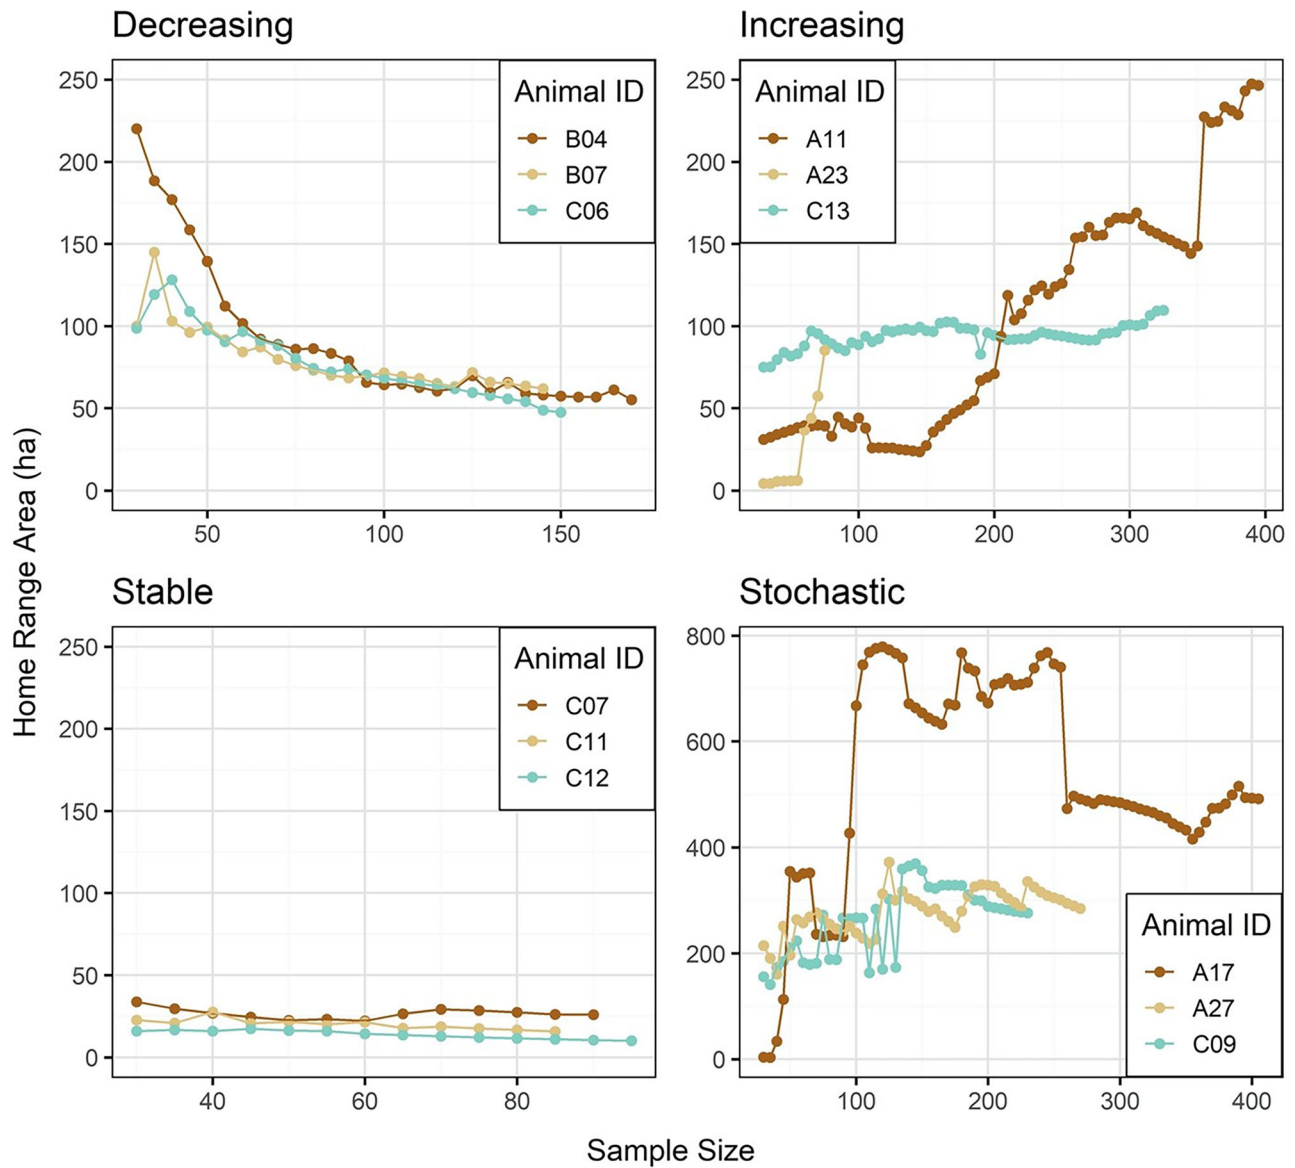 Decreasing
250
200
150
100
50
0
50
100
150
Animal ID
B04
B07
C06
Increasing
250
200
150
100
50
0
100
200
300
400
Animal ID
A11
A23
C13
Home Range Area (ha)
Stable
250
200
150
100
50
0
40
60
80
Animal ID
C07
C11
C12
Stochastic
800
600
400
200
0
100
200
300
400
Animal ID
A17
A27
C09
Sample Size